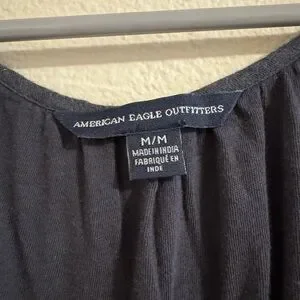 AMERICAN EAGLE OUTFITTERS
M/M
MADE IN INDIA
FABRIQUÉ EN
INDE